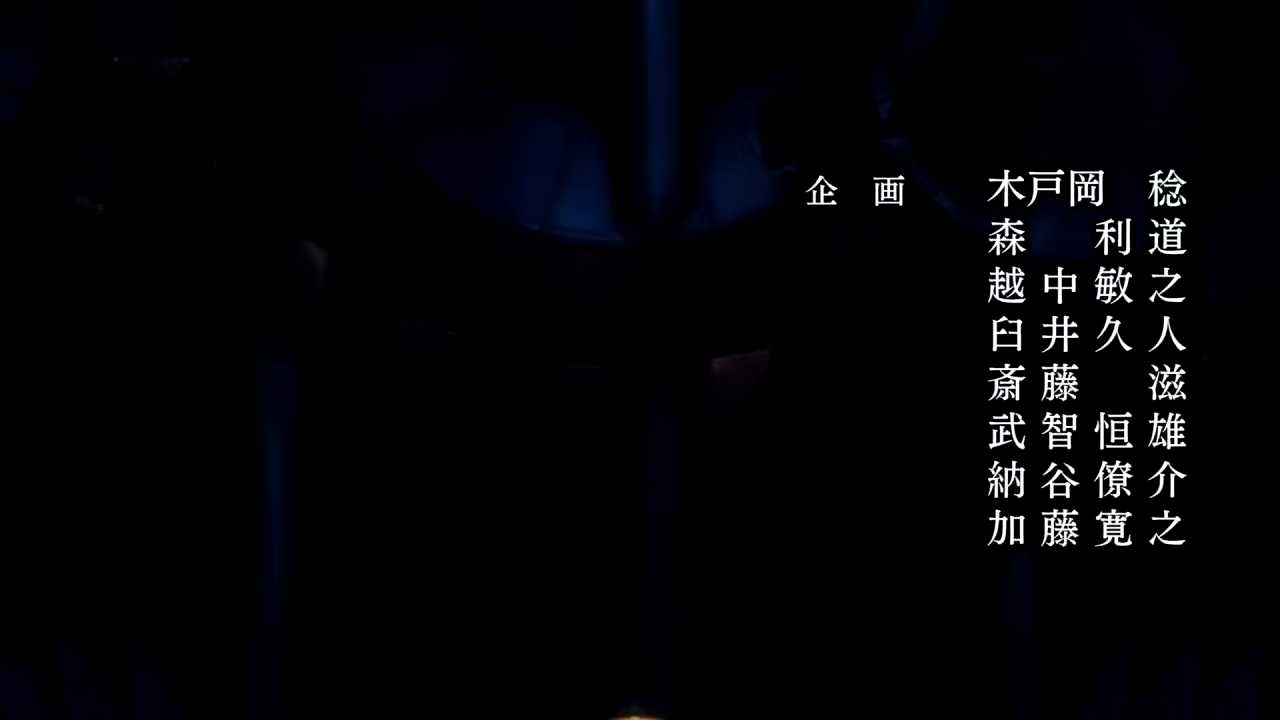 企画 木戸岡 稔
森 利道
越中敏之
臼井久人
斎藤 滋
武智恒雄
納谷僚介
加藤寛之